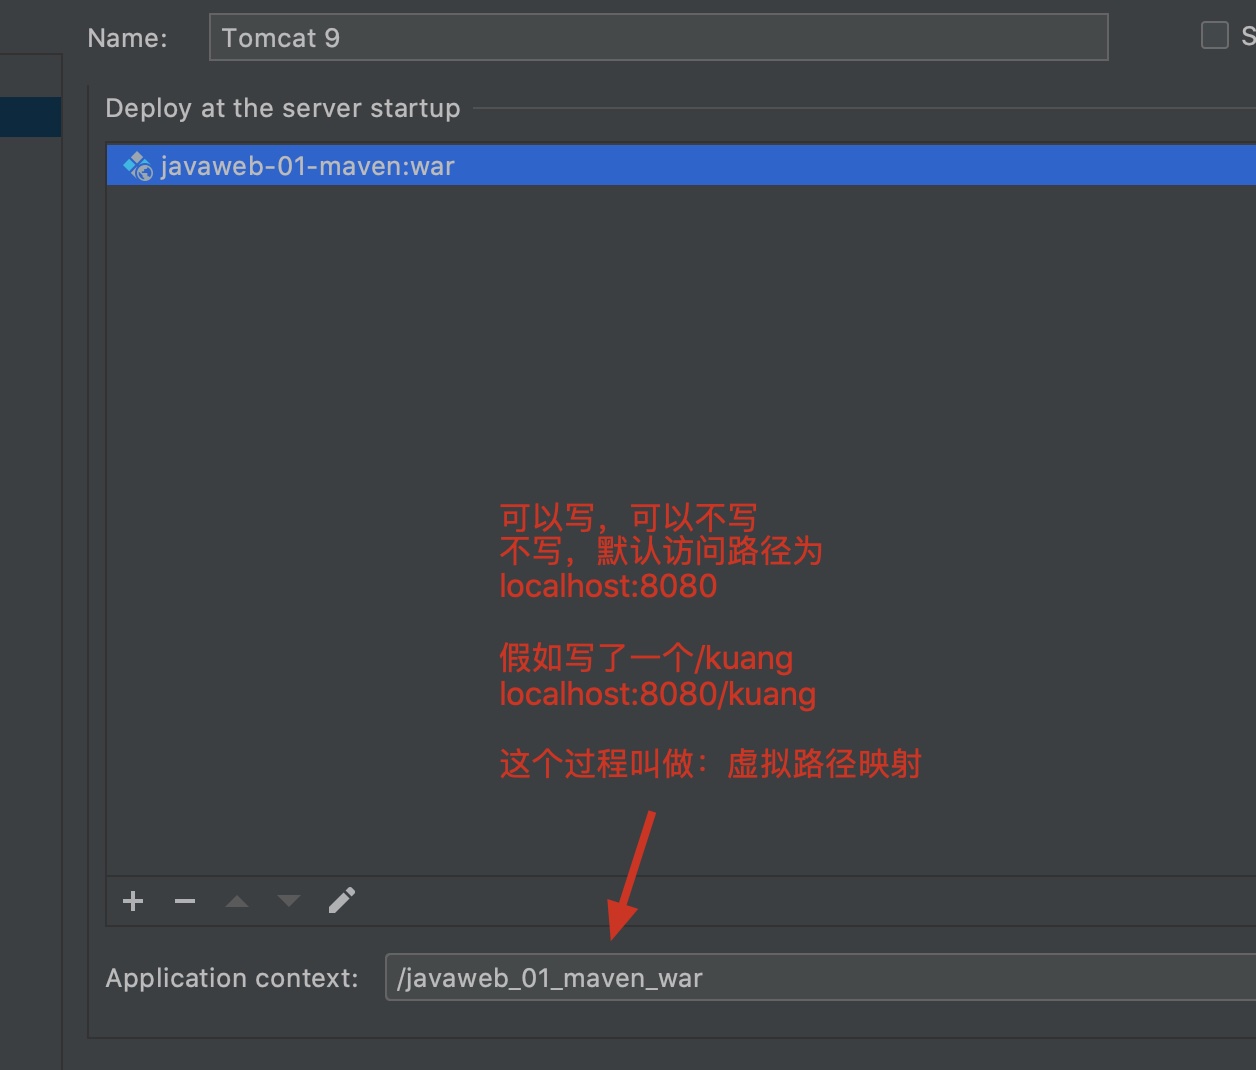 Name: Tomcat 9 S
Deploy at the server startup
javaweb-01-maven:war
可以写，可以不写
不写，默认访问路径为
localhost:8080
假如写了一个/kuang
localhost:8080/kuang
这个过程叫做：虚拟路径映射
Application context: /javaweb_01_maven_war